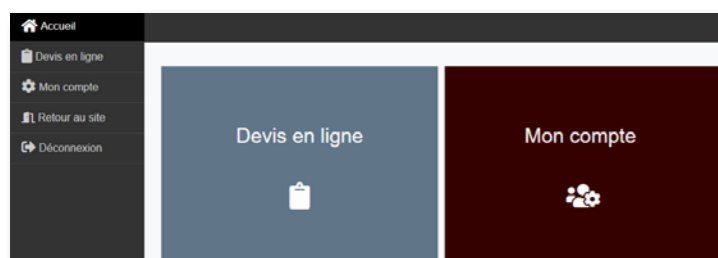 Accueil
Devis en ligne
Mon compte
Retour au site
Déconnexion
Devis en ligne
Mon compte